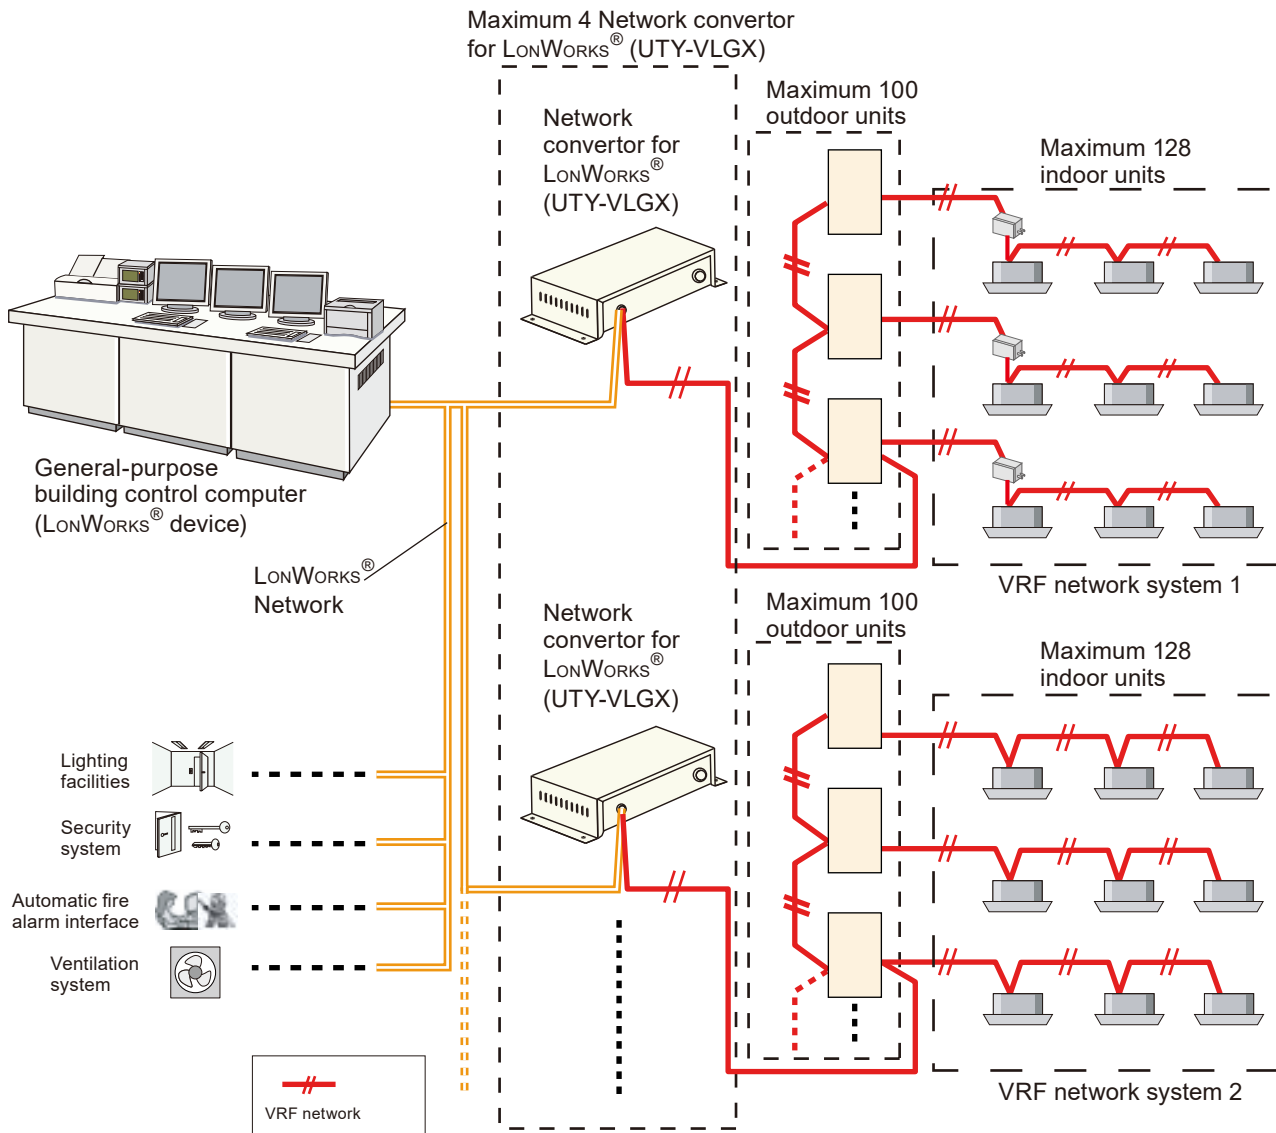 Maximum 4 Network convertor
for LONWORKS® (UTY-VLGX)
Network
convertor for
LONWORKS®
(UTY-VLGX)
Maximum 100
outdoor units
Maximum 128
indoor units
General-purpose
building control computer
(LONWORKS® device)
LONWORKS®
Network
VRF network system 1
Network
convertor for
LONWORKS®
(UTY-VLGX)
Maximum 100
outdoor units
Maximum 128
indoor units
Lighting
facilities
Security
system
Automatic fire
alarm interface
Ventilation
system
VRF network
VRF network system 2